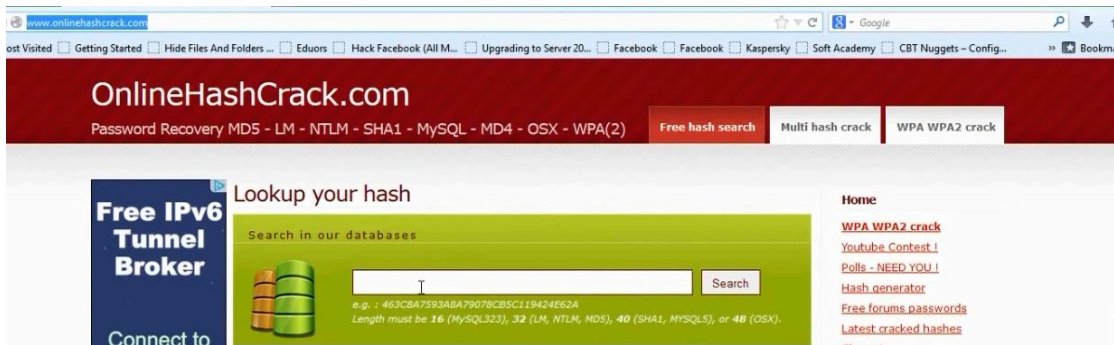 www.onlinehashcrack.com
Google
ost Visited Getting Started Hide Files And Folders ... Eduors Hack Facebook (All M... Upgrading to Server 20... Facebook Facebook Kaspersky Soft Academy CBT Nuggets – Config... » Bookma
OnlineHashCrack.com
Password Recovery MD5 - LM - NTLM - SHA1 - MySQL - MD4 - OSX - WPA(2)
Free hash search
Multi hash crack
WPA WPA2 crack
Free IPv6
Tunnel
Broker
Connect to
Lookup your hash
Search in our databases
Search
e.g. : 463C8A7593A8A79078CB5C119424E62A
Length must be 16 (MySQL323), 32 (LM, NTLM, MD5), 40 (SHA1, MYSQL5), or 48 (OSX).
Home
WPA WPA2 crack
Youtube Contest !
Polls - NEED YOU !
Hash generator
Free forums passwords
Latest cracked hashes